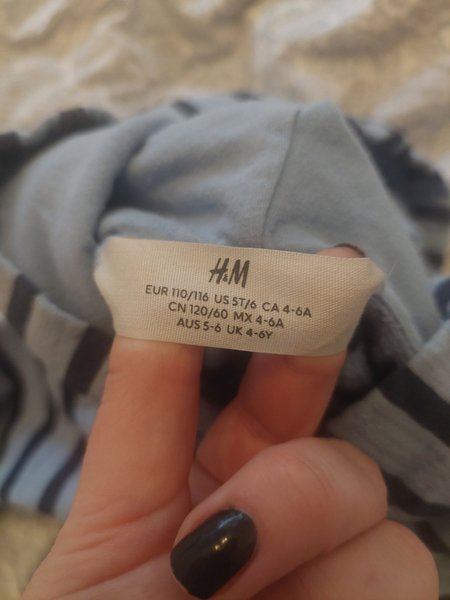 H&M
EUR 110/116 US 5T/6 CA 4-6A
CN 120/60 MX 4-6A
AUS 5-6 UK 4-6Y